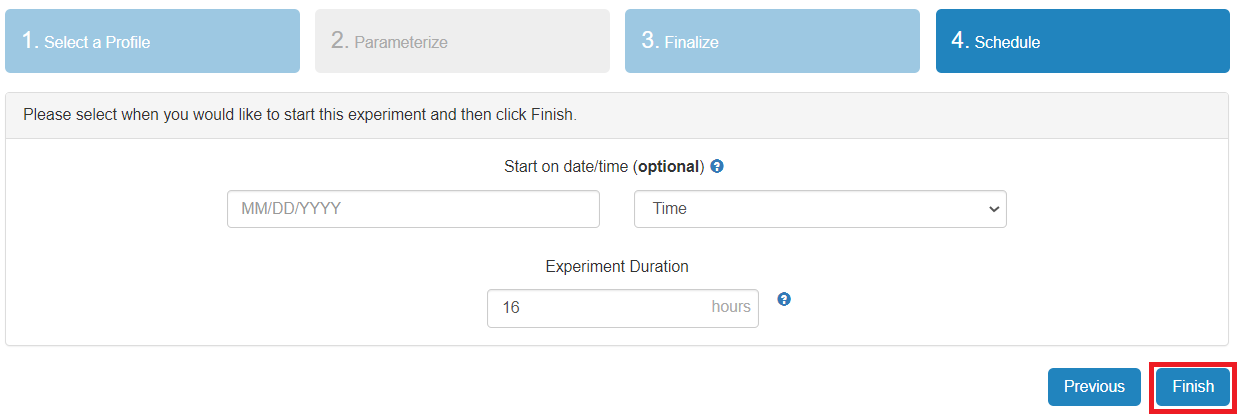 1. Select a Profile
2. Parameterize
3. Finalize
4. Schedule
Please select when you would like to start this experiment and then click Finish.
Start on date/time (optional) ?
MM/DD/YYYY
Time
Experiment Duration
16 hours ?
Previous
Finish